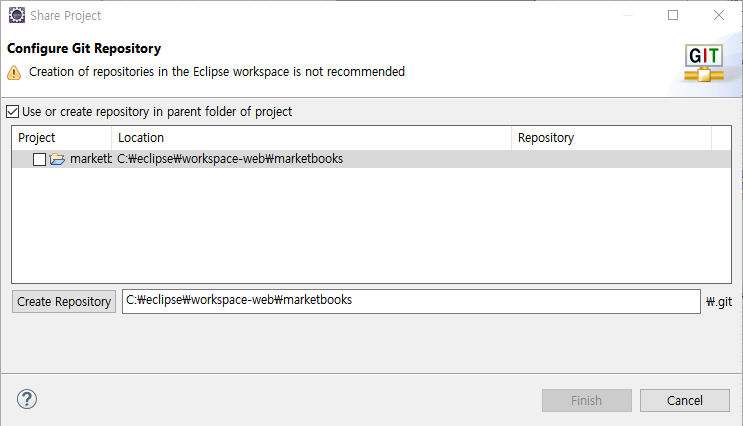 Share Project
Configure Git Repository
Creation of repositories in the Eclipse workspace is not recommended
GIT
Use or create repository in parent folder of project
Project Location Repository
marketb C:₩eclipse₩workspace-web₩marketbooks
Create Repository C:₩eclipse₩workspace-web₩marketbooks ₩.git
? Finish Cancel